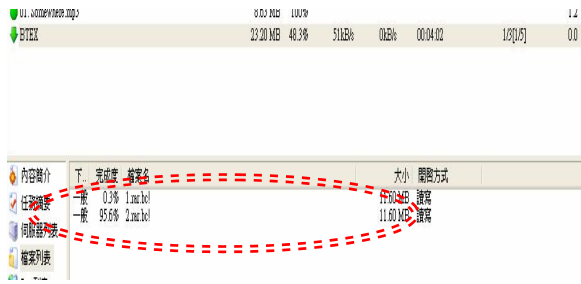 01. Somewhere.mp3 8.63 MB 100% 1.2
BTEX 23.20 MB 48.3% 51kB/s 0kB/s 00:04:02 1/3[1/5] 0.0
內容簡介 下.. 完成度 檔案名 大小 開啟方式
任務摘要 一般 0.3% 1.rar.bc! 11.60 MB 讀寫
伺服器列表 一般 95.6% 2.rar.bc! 11.60 MB 讀寫
檔案列表